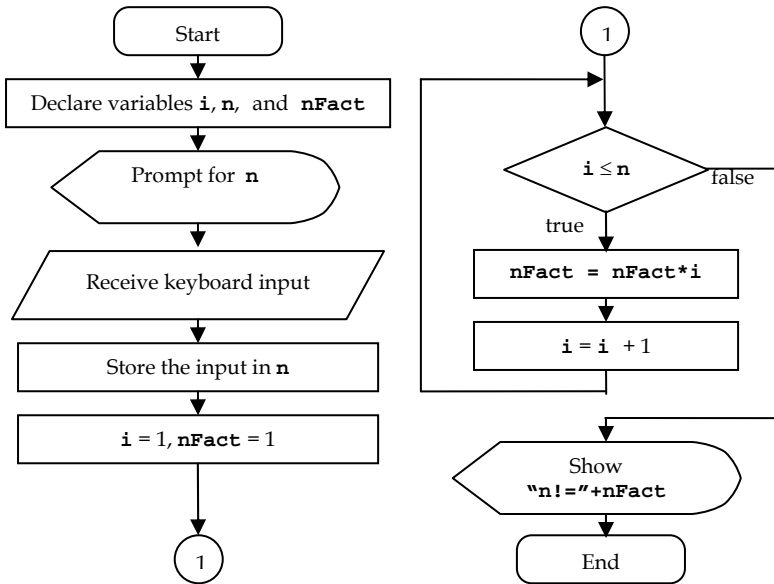 Start
Declare variables i, n, and nFact
Prompt for n
Receive keyboard input
Store the input in n
i = 1, nFact = 1
1
1
i ≤ n
false
true
nFact = nFact*i
i = i + 1
Show
“n!=”+nFact
End